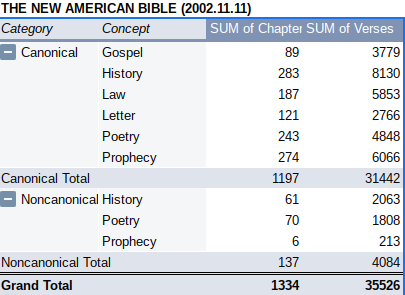 THE NEW AMERICAN BIBLE (2002.11.11)
Category Concept SUM of Chapter SUM of Verses
Canonical Gospel 89 3779
History 283 8130
Law 187 5853
Letter 121 2766
Poetry 243 4848
Prophecy 274 6066
Canonical Total 1197 31442
Noncanonical History 61 2063
Poetry 70 1808
Prophecy 6 213
Noncanonical Total 137 4084
Grand Total 1334 35526